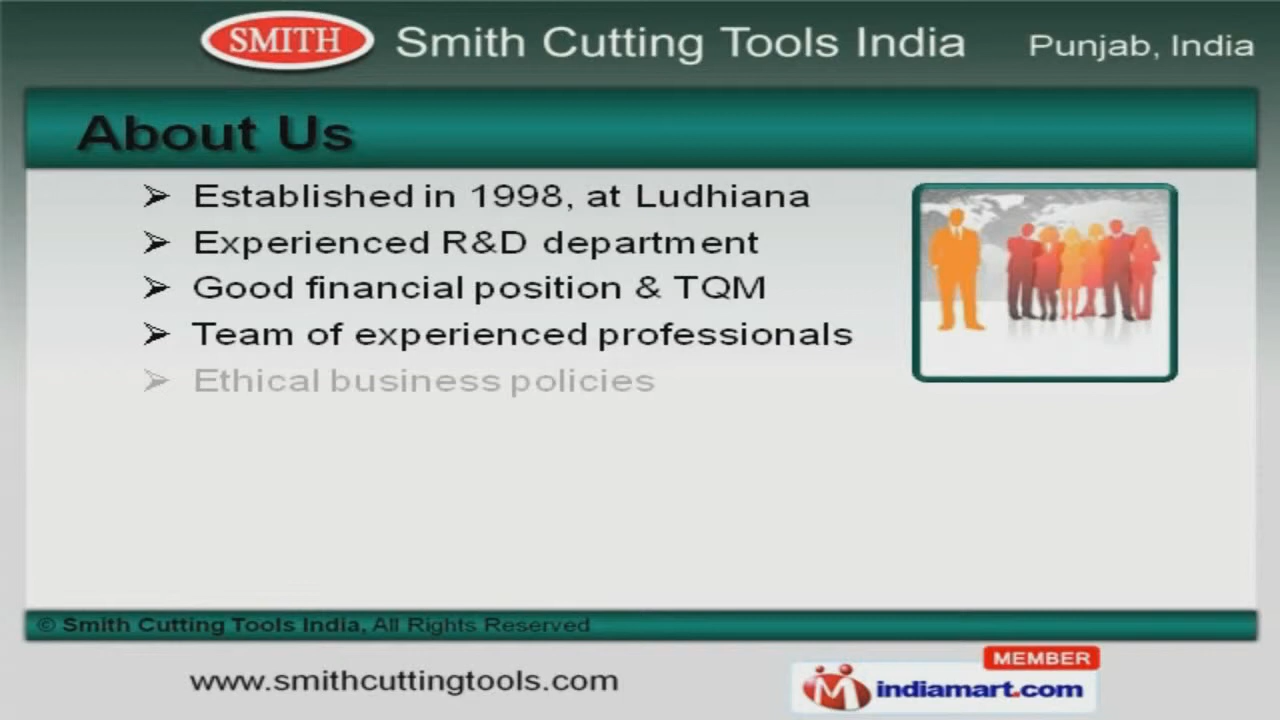 SMITH Smith Cutting Tools India Punjab, India
About Us
➢ Established in 1998, at Ludhiana
➢ Experienced R&D department
➢ Good financial position & TQM
➢ Team of experienced professionals
➢ Ethical business policies
© Smith Cutting Tools India, All Rights Reserved
MEMBER
www.smithcuttingtools.com indiamart.com